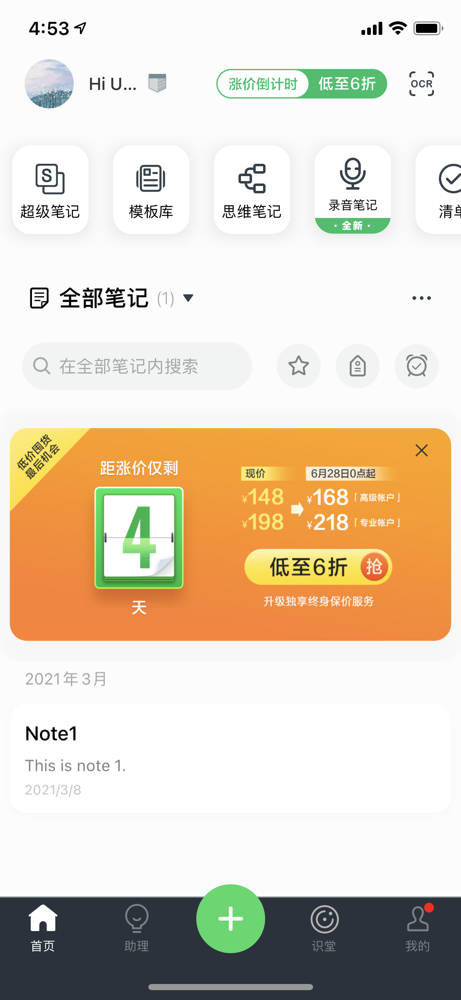 4:53
Hi U...
涨价倒计时 低至6折
OCR
S
超级笔记
模板库
思维笔记
录音笔记
· 全新 ·
清单
全部笔记 (1)
在全部笔记内搜索
低价囤货
最后机会
距涨价仅剩
4
天
现价 6月28日0点起
¥148 ¥168「高级帐户」
¥198 ¥218「专业帐户」
低至6折 抢
升级独享终身保价服务
2021年3月
Note1
This is note 1.
2021/3/8
首页
助理
识堂
我的